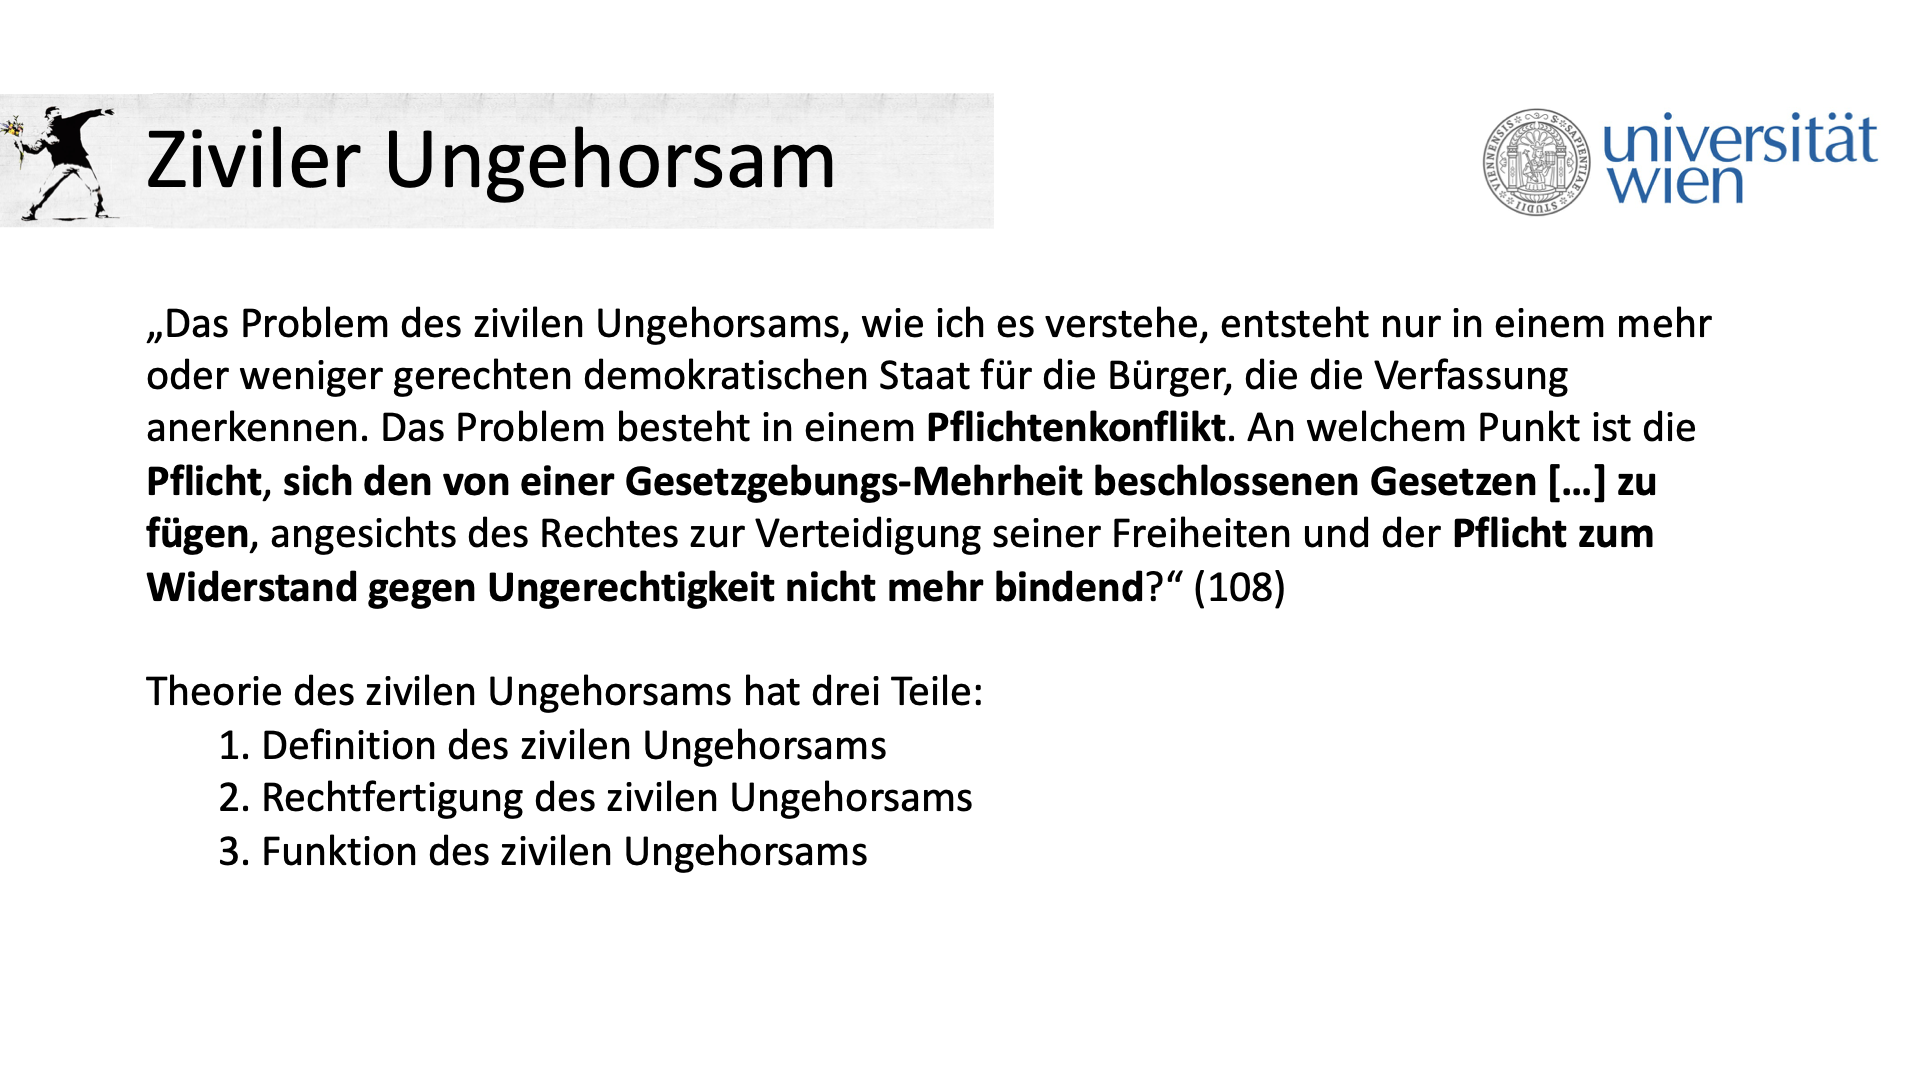 Ziviler Ungehorsam
universität
wien
STUDII VIENNENSIS SAPIENTIAE
„Das Problem des zivilen Ungehorsams, wie ich es verstehe, entsteht nur in einem mehr
oder weniger gerechten demokratischen Staat für die Bürger, die die Verfassung
anerkennen. Das Problem besteht in einem Pflichtenkonflikt. An welchem Punkt ist die
Pflicht, sich den von einer Gesetzgebungs-Mehrheit beschlossenen Gesetzen […] zu
fügen, angesichts des Rechtes zur Verteidigung seiner Freiheiten und der Pflicht zum
Widerstand gegen Ungerechtigkeit nicht mehr bindend?“ (108)
Theorie des zivilen Ungehorsams hat drei Teile:
1. Definition des zivilen Ungehorsams
2. Rechtfertigung des zivilen Ungehorsams
3. Funktion des zivilen Ungehorsams